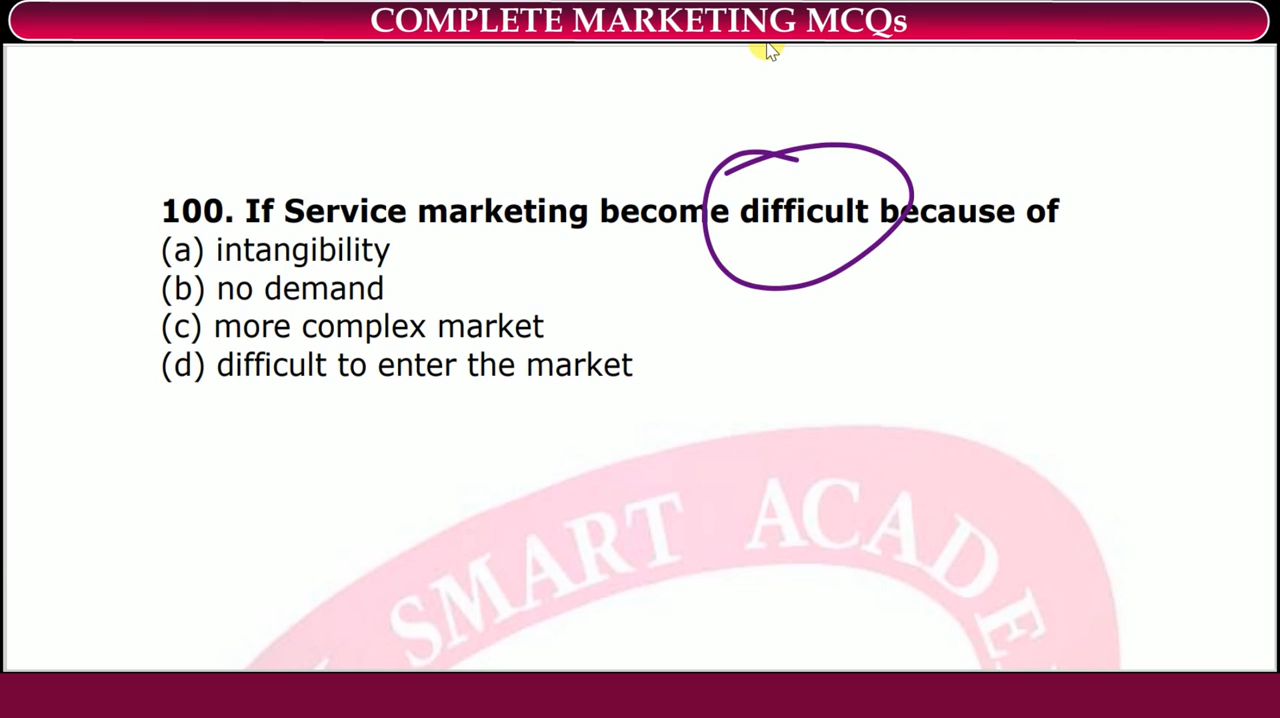 COMPLETE MARKETING MCQs
100. If Service marketing become difficult because of
(a) intangibility
(b) no demand
(c) more complex market
(d) difficult to enter the market
SMART